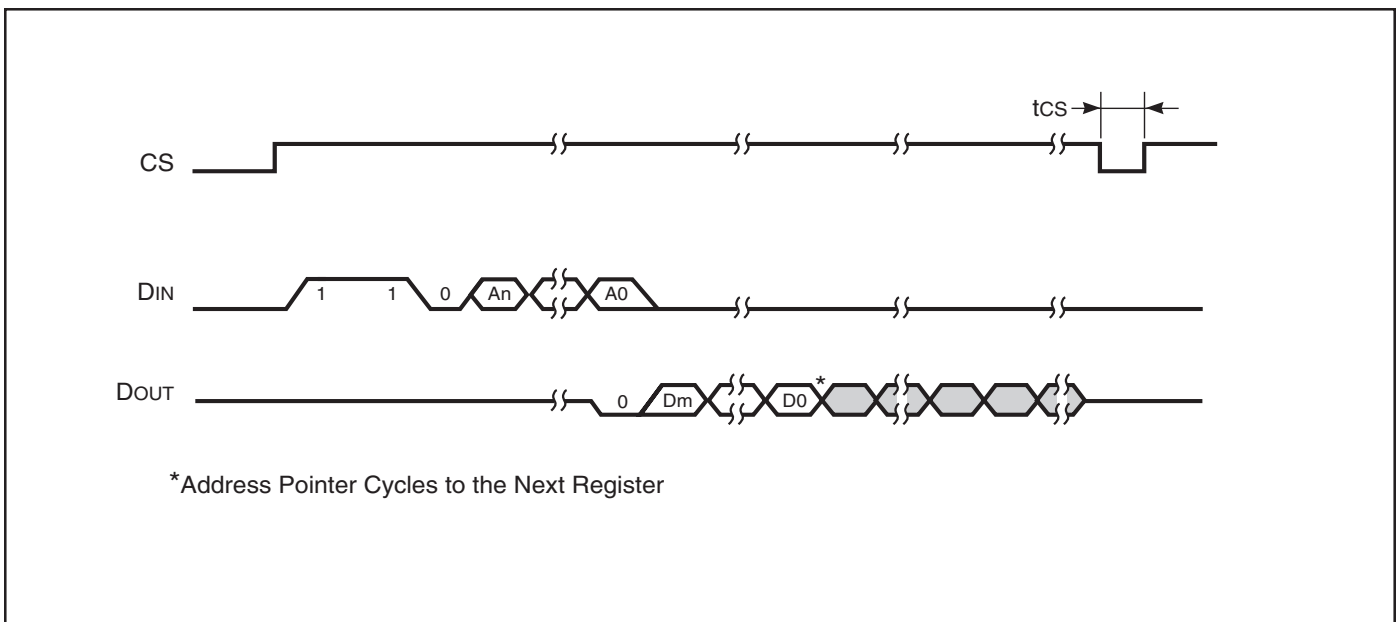 tCS
CS
DIN 1 1 0 An A0
DOUT 0 Dm D0 *
*Address Pointer Cycles to the Next Register